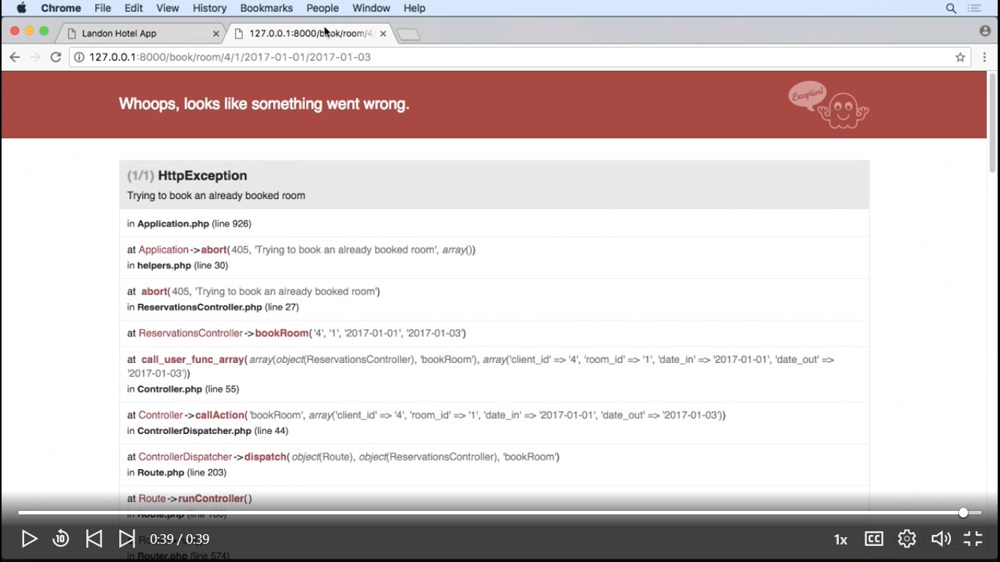 Chrome File Edit View History Bookmarks People Window Help
Landon Hotel App
127.0.0.1:8000/book/room/4/
127.0.0.1:8000/book/room/4/1/2017-01-01/2017-01-03
Whoops, looks like something went wrong.
Exception!
(1/1) HttpException
Trying to book an already booked room
in Application.php (line 926)
at Application->abort(405, 'Trying to book an already booked room', array())
in helpers.php (line 30)
at abort(405, 'Trying to book an already booked room')
in ReservationsController.php (line 27)
at ReservationsController->bookRoom('4', '1', '2017-01-01', '2017-01-03')
at call_user_func_array(array(object(ReservationsController), 'bookRoom'), array('client_id' => '4', 'room_id' => '1', 'date_in' => '2017-01-01', 'date_out' =>
'2017-01-03'))
in Controller.php (line 55)
at Controller->callAction('bookRoom', array('client_id' => '4', 'room_id' => '1', 'date_in' => '2017-01-01', 'date_out' => '2017-01-03'))
in ControllerDispatcher.php (line 44)
at ControllerDispatcher->dispatch(object(Route), object(ReservationsController), 'bookRoom')
in Route.php (line 203)
at Route->runController()
in Route.php (line
10 0:39 / 0:39 1x CC
in Router.php (line 574)